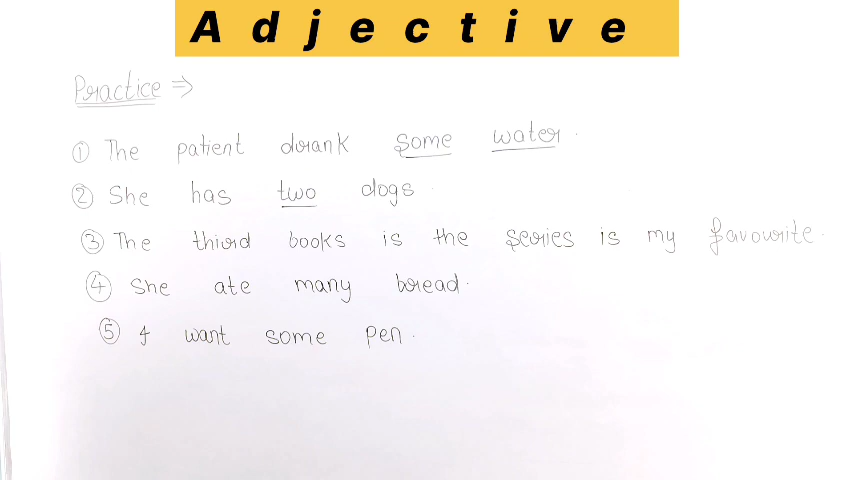 Adjective
Practice ⇒
① The patient drank some water.
② She has two dogs.
③ The third books is the series is my favourite.
④ She ate many bread.
⑤ I want some pen.